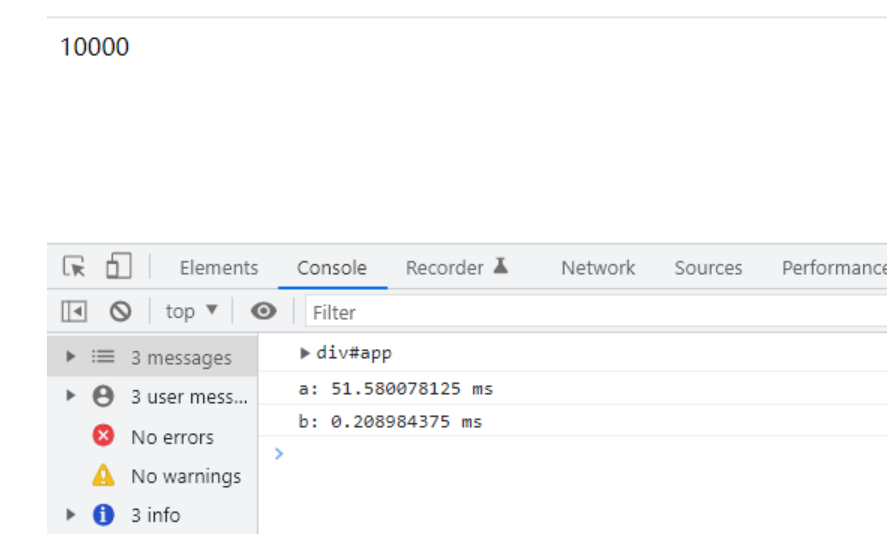 10000
Elements Console Recorder Network Sources Performance
top Filter
3 messages
3 user mess...
No errors
No warnings
3 info
div#app
a: 51.580078125 ms
b: 0.208984375 ms